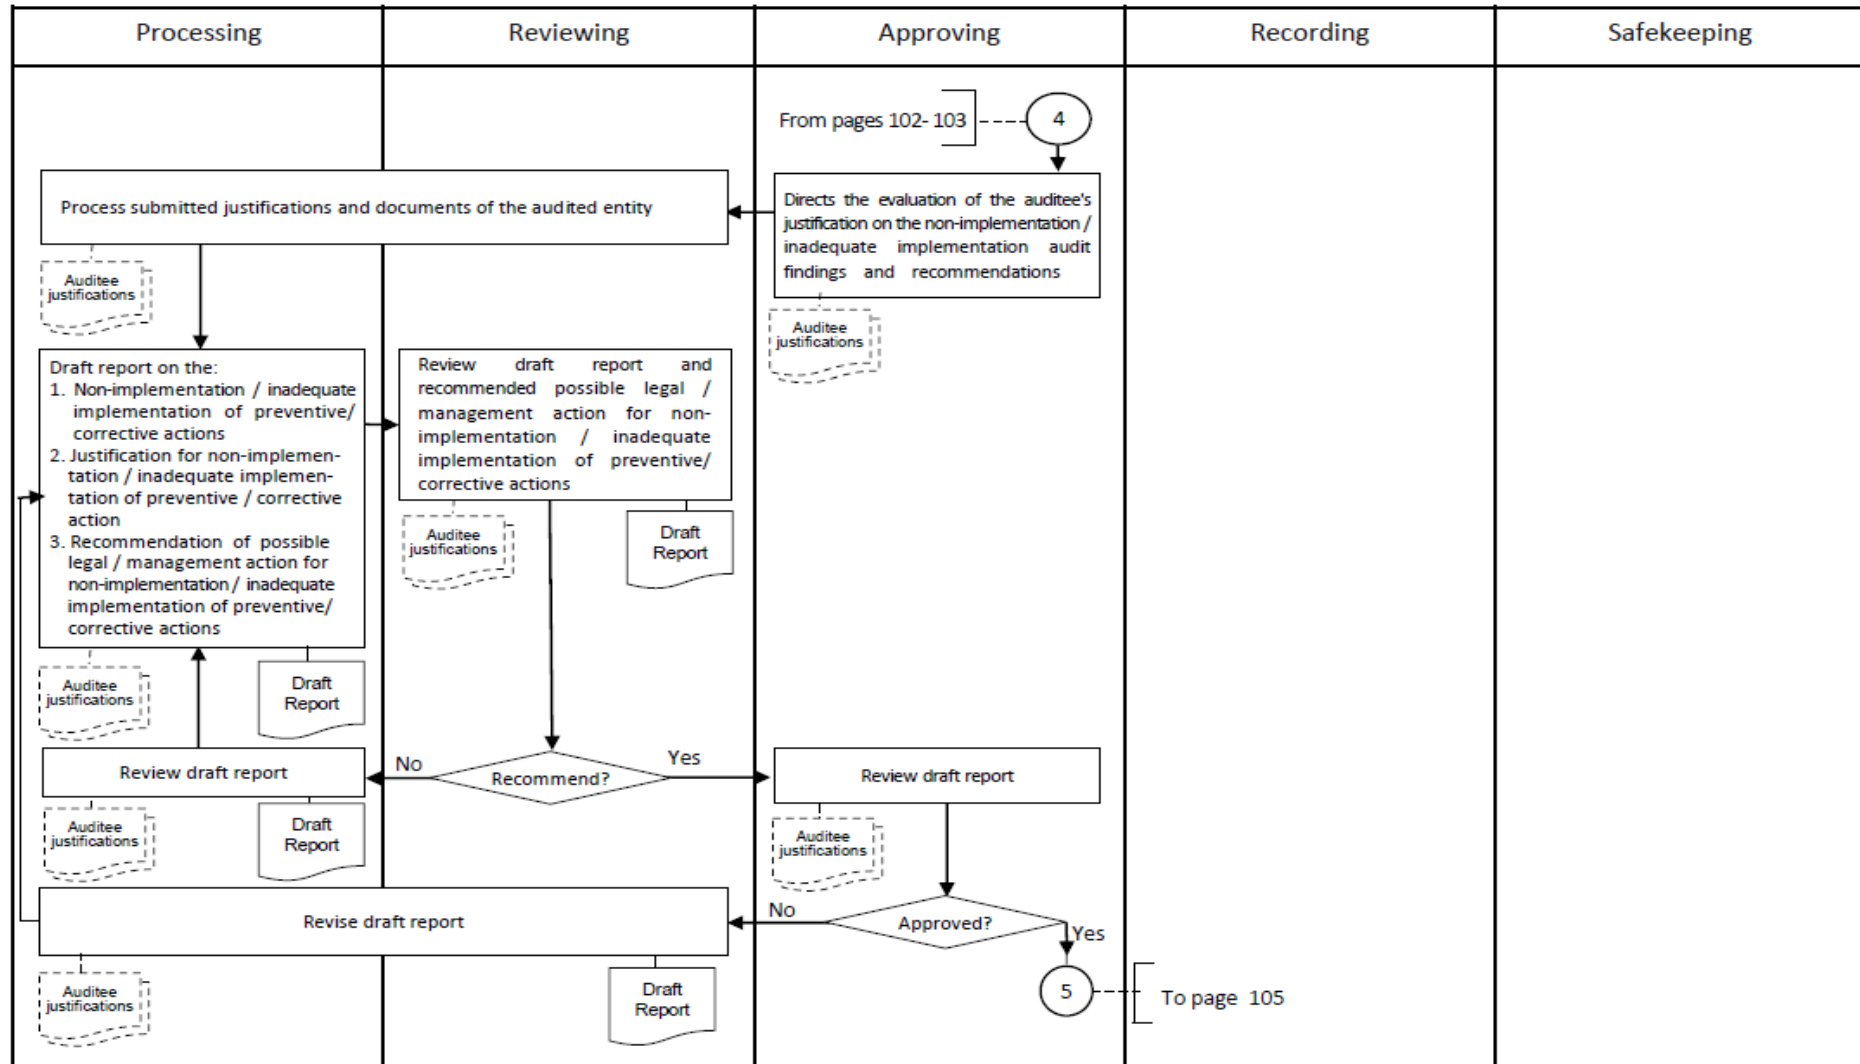 Processing
Reviewing
Approving
Recording
Safekeeping
From pages 102- 103
4
Process submitted justifications and documents of the audited entity
Directs the evaluation of the auditee's
justification on the non-implementation /
inadequate implementation audit
findings and recommendations
Auditee
justifications
Auditee
justifications
Draft report on the:
1. Non-implementation / inadequate
implementation of preventive/
corrective actions
2. Justification for non-implemen-
tation / inadequate implemen-
tation of preventive / corrective
action
3. Recommendation of possible
legal / management action for
non-implementation / inadequate
implementation of preventive/
corrective actions
Review draft report and
recommended possible legal /
management action for non-
implementation / inadequate
implementation of preventive/
corrective actions
Auditee
justifications
Draft
Report
Auditee
justifications
Draft
Report
Review draft report
No
Recommend?
Yes
Review draft report
Auditee
justifications
Draft
Report
Auditee
justifications
Revise draft report
No
Approved?
Yes
Auditee
justifications
Draft
Report
5
To page 105